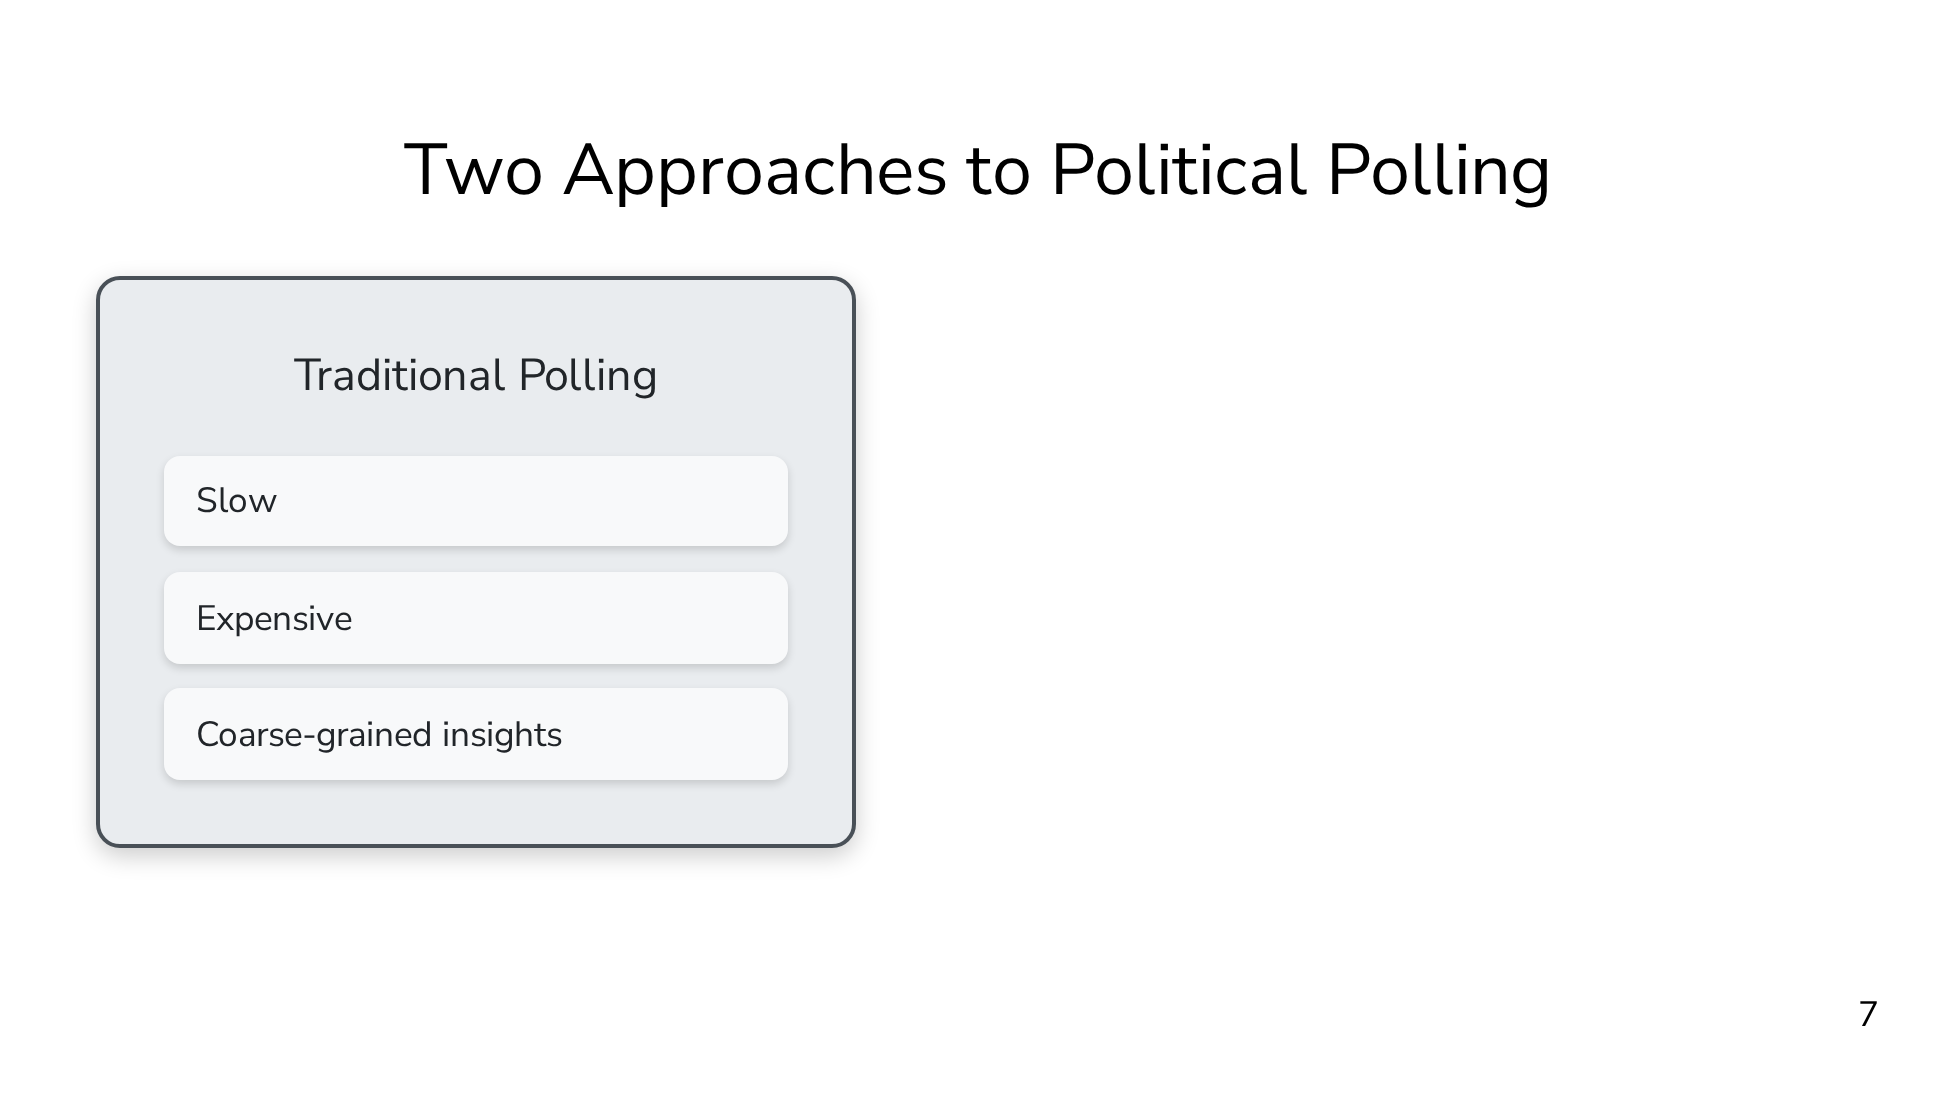 Two Approaches to Political Polling
Traditional Polling
Slow
Expensive
Coarse-grained insights
7